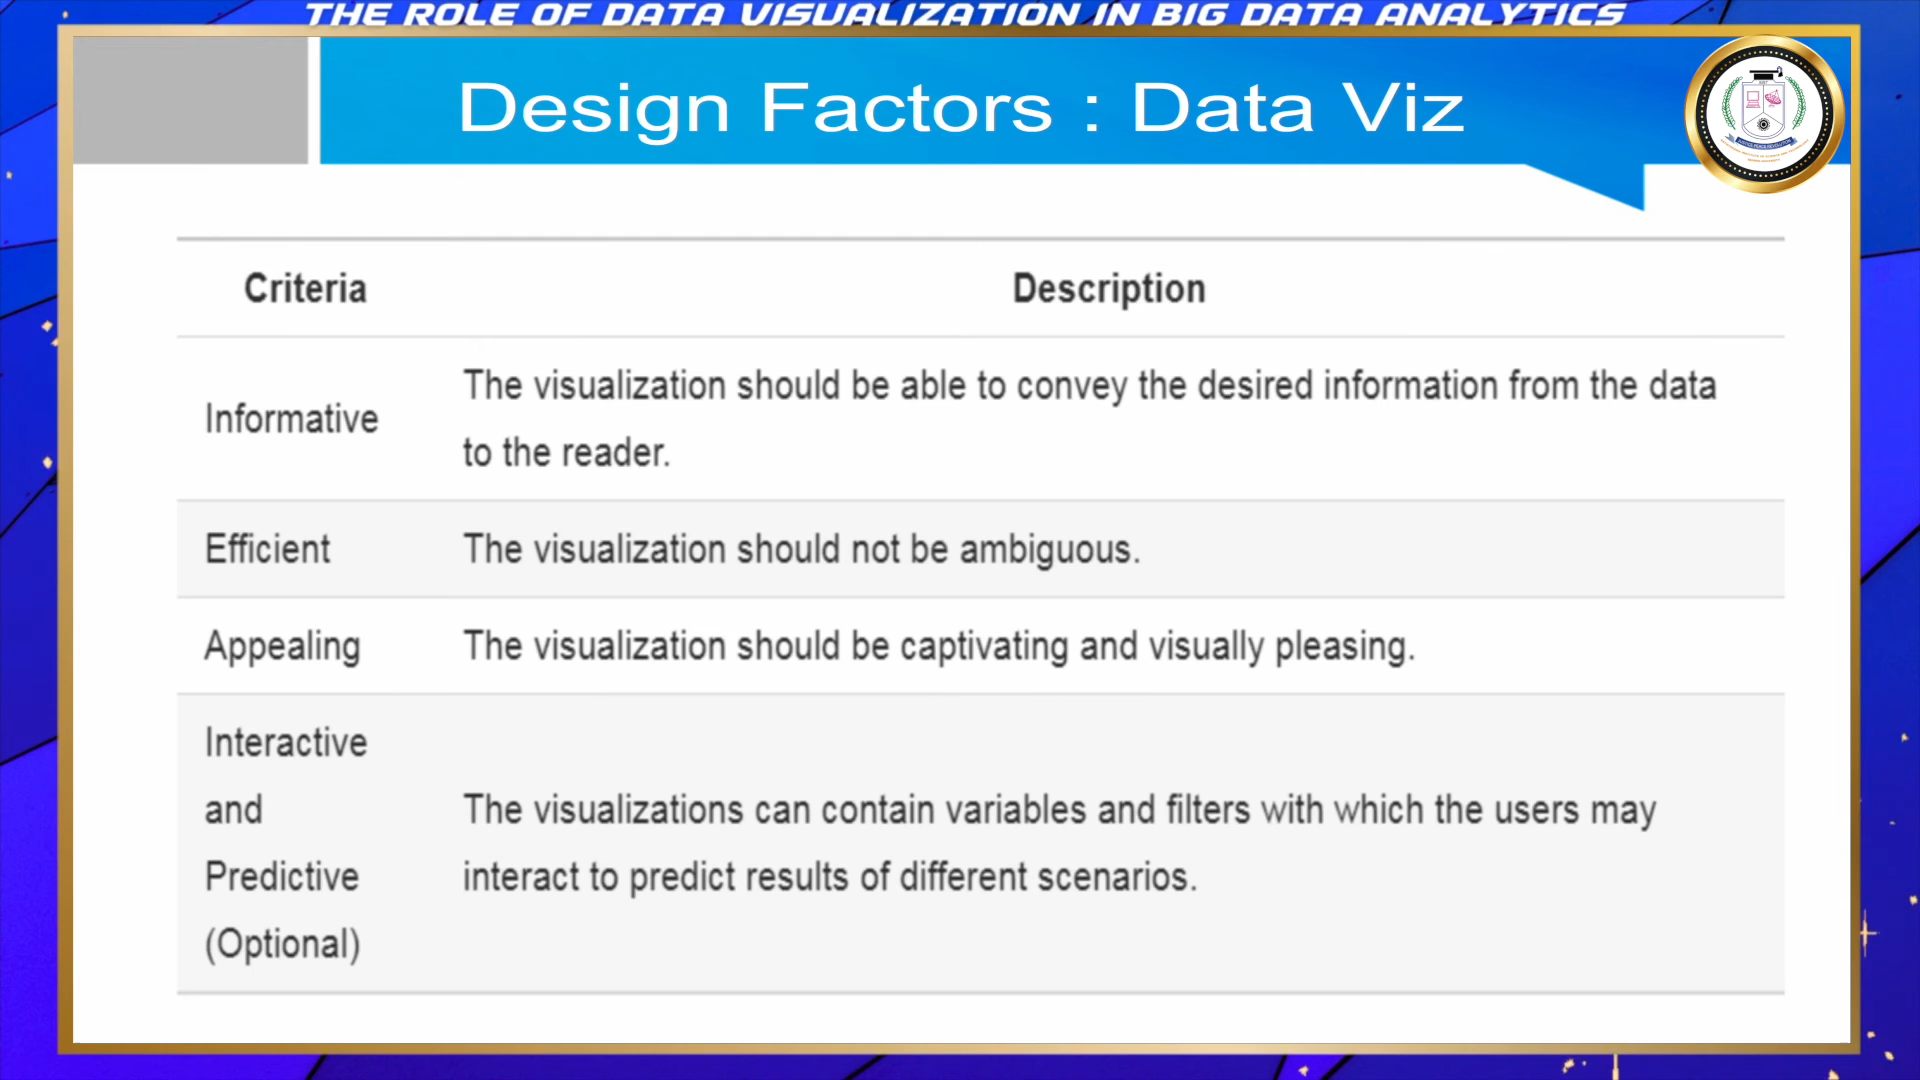 THE ROLE OF DATA VISUALIZATION IN BIG DATA ANALYTICS
Design Factors : Data Viz
Criteria Description
Informative
The visualization should be able to convey the desired information from the data
to the reader.
Efficient The visualization should not be ambiguous.
Appealing The visualization should be captivating and visually pleasing.
Interactive
and
Predictive
(Optional)
The visualizations can contain variables and filters with which the users may
interact to predict results of different scenarios.